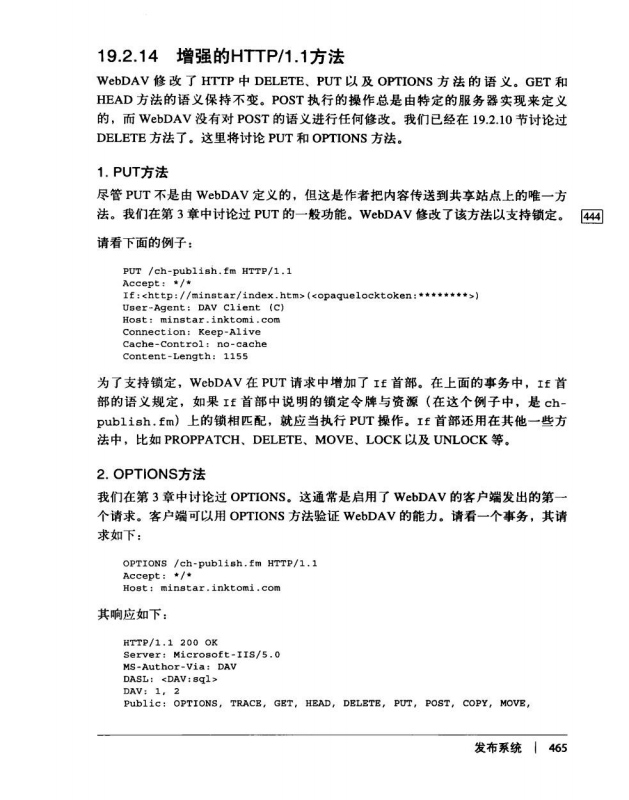 19.2.14 增强的HTTP/1.1方法
WebDAV 修改了 HTTP 中 DELETE、PUT 以及 OPTIONS 方法的语义。GET 和
HEAD 方法的语义保持不变。POST 执行的操作总是由特定的服务器实现来定义
的，而 WebDAV 没有对 POST 的语义进行任何修改。我们已经在 19.2.10 节讨论过
DELETE 方法了。这里将讨论 PUT 和 OPTIONS 方法。
1. PUT方法
尽管 PUT 不是由 WebDAV 定义的，但这是作者把内容传送到共享站点上的唯一方
法。我们在第 3 章中讨论过 PUT 的一般功能。WebDAV 修改了该方法以支持锁定。 444
请看下面的例子：
PUT /ch-publish.fm HTTP/1.1
Accept: */*
If:<http://minstar/index.htm>(<opaquelocktoken:********>)
User-Agent: DAV Client (C)
Host: minstar.inktomi.com
Connection: Keep-Alive
Cache-Control: no-cache
Content-Length: 1155
为了支持锁定，WebDAV 在 PUT 请求中增加了 If 首部。在上面的事务中，If 首
部的语义规定，如果 If 首部中说明的锁定令牌与资源（在这个例子中，是 ch-
publish.fm）上的锁相匹配，就应当执行 PUT 操作。If 首部还用在其他一些方
法中，比如 PROPPATCH、DELETE、MOVE、LOCK 以及 UNLOCK 等。
2. OPTIONS方法
我们在第 3 章中讨论过 OPTIONS。这通常是启用了 WebDAV 的客户端发出的第一
个请求。客户端可以用 OPTIONS 方法验证 WebDAV 的能力。请看一个事务，其请
求如下：
OPTIONS /ch-publish.fm HTTP/1.1
Accept: */*
Host: minstar.inktomi.com
其响应如下：
HTTP/1.1 200 OK
Server: Microsoft-IIS/5.0
MS-Author-Via: DAV
DASL: <DAV:sql>
DAV: 1, 2
Public: OPTIONS, TRACE, GET, HEAD, DELETE, PUT, POST, COPY, MOVE,
发布系统 | 465